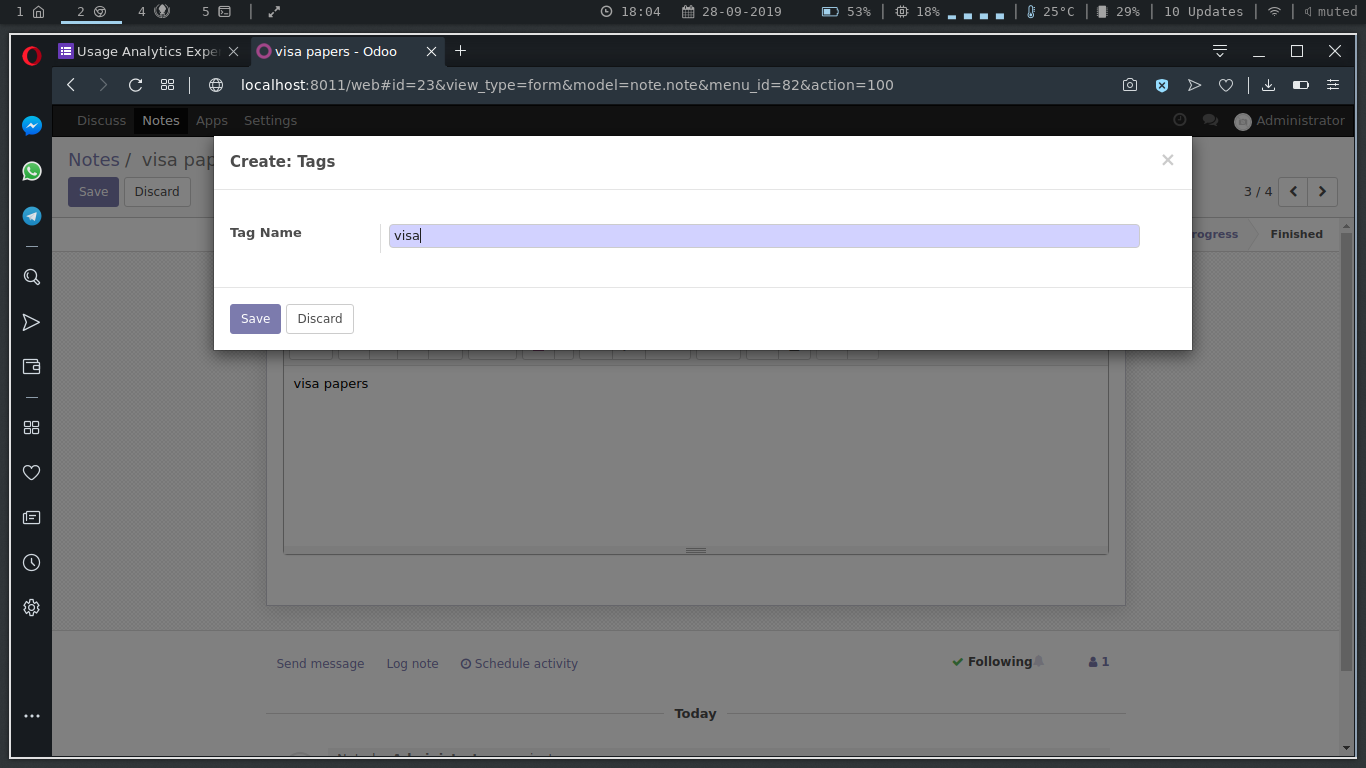 1 2 4 5 18:04 28-09-2019 53% 18% 25°C 29% 10 Updates muted
Usage Analytics Expe visa papers - Odoo
localhost:8011/web#id=23&view_type=form&model=note.note&menu_id=82&action=100
Discuss Notes Apps Settings Administrator
Notes / visa pap
Create: Tags
Save Discard 3 / 4
Tag Name visa
rogress Finished
Save Discard
visa papers
Send message Log note Schedule activity Following 1
Today